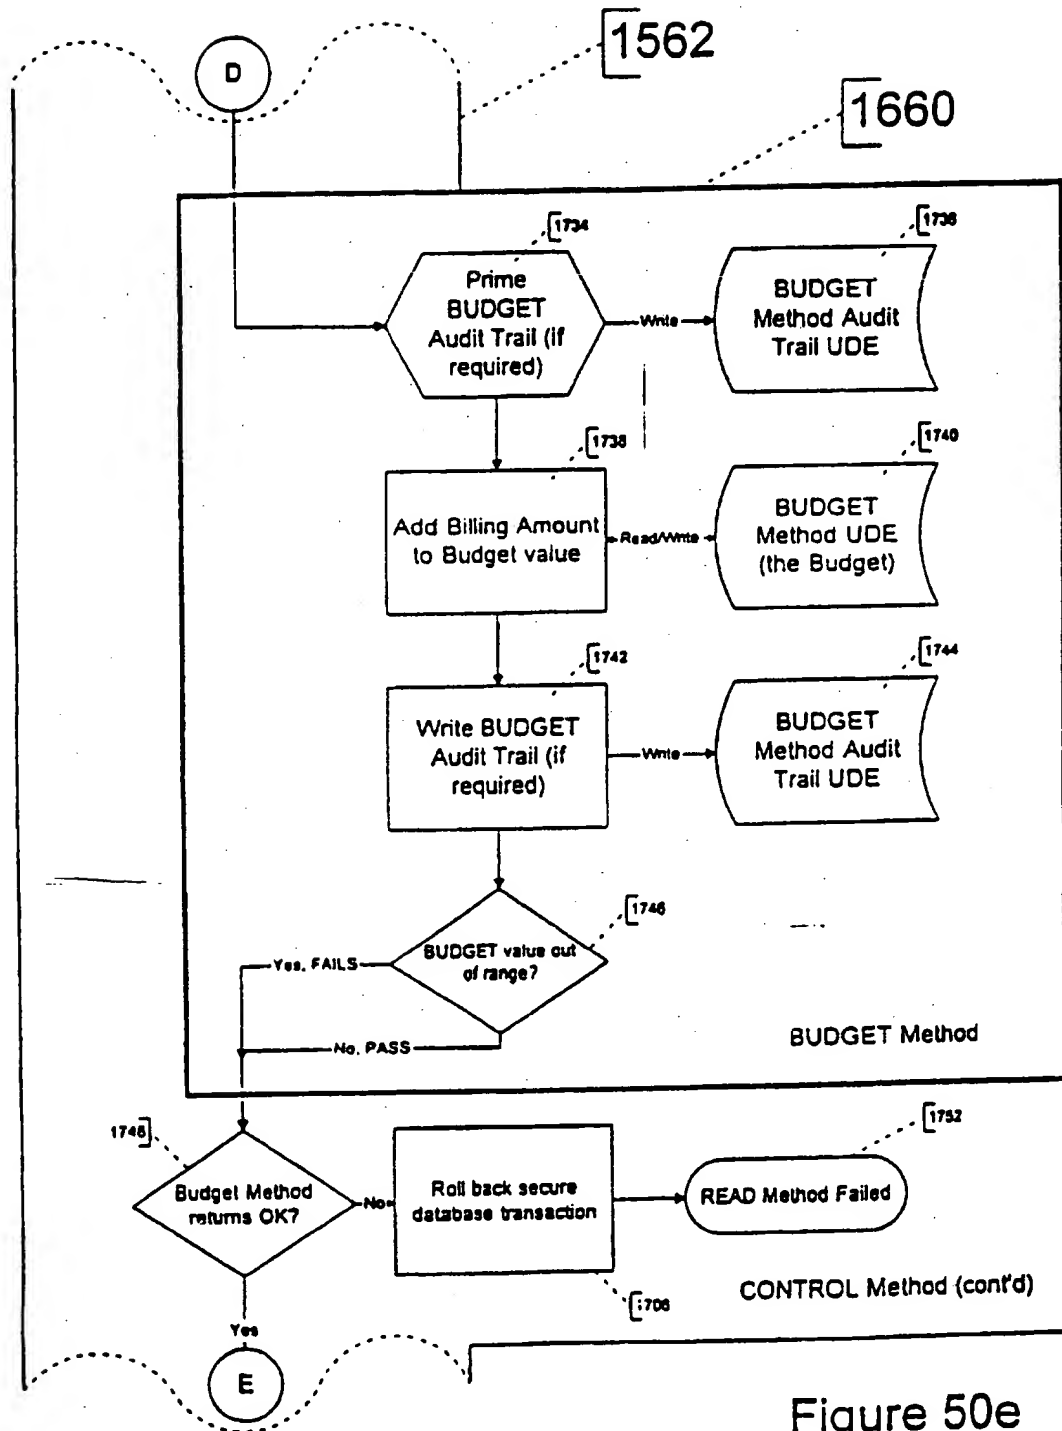 1562
D
1660
1734
1736
Prime
BUDGET
Audit Trail (if
required)
Write
BUDGET
Method Audit
Trail UDE
1738
1740
Add Billing Amount
to Budget value
Read/Write
BUDGET
Method UDE
(the Budget)
1742
1744
Write BUDGET
Audit Trail (if
required)
Write
BUDGET
Method Audit
Trail UDE
1746
BUDGET value out
of range?
Yes, FAILS
No, PASS
BUDGET Method
1748
1752
Budget Method
returns OK?
No
Roll back secure
database transaction
READ Method Failed
CONTROL Method (cont'd)
Yes
E
Figure 50e